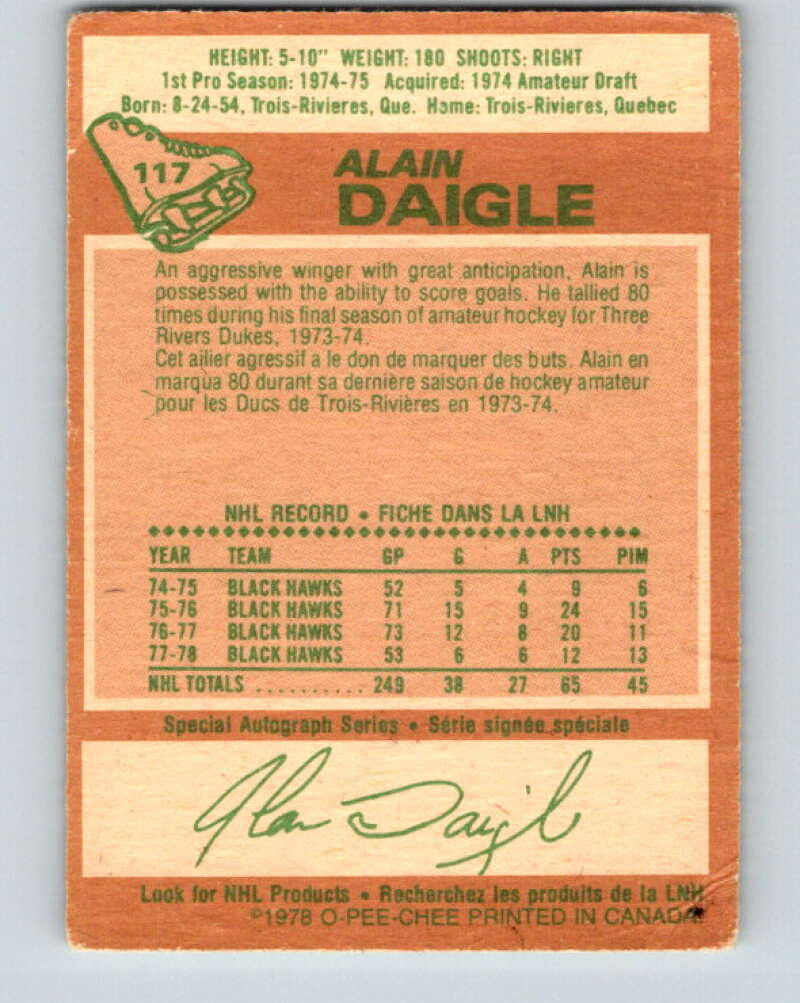 HEIGHT: 5-10" WEIGHT: 180 SHOOTS: RIGHT
1st Pro Season: 1974-75 Acquired: 1974 Amateur Draft
Born: 8-24-54, Trois-Rivieres, Que. Home: Trois-Rivieres, Quebec
117
ALAIN
DAIGLE
An aggressive winger with great anticipation, Alain is
possessed with the ability to score goals. He tallied 80
times during his final season of amateur hockey for Three
Rivers Dukes, 1973-74.
Cet ailier agressif a le don de marquer des buts. Alain en
marqua 80 durant sa dernière saison de hockey amateur
pour les Ducs de Trois-Rivières en 1973-74.
NHL RECORD • FICHE DANS LA LNH
YEAR TEAM GP G A PTS PIM
74-75 BLACK HAWKS 52 5 4 9 6
75-76 BLACK HAWKS 71 15 9 24 15
76-77 BLACK HAWKS 73 12 8 20 11
77-78 BLACK HAWKS 53 6 6 12 13
NHL TOTALS .......... 249 38 27 65 45
Special Autograph Series • Série signée spéciale
Alain Daigle
Look for NHL Products • Recherchez les produits de la LNH
©1978 O-PEE-CHEE PRINTED IN CANADA